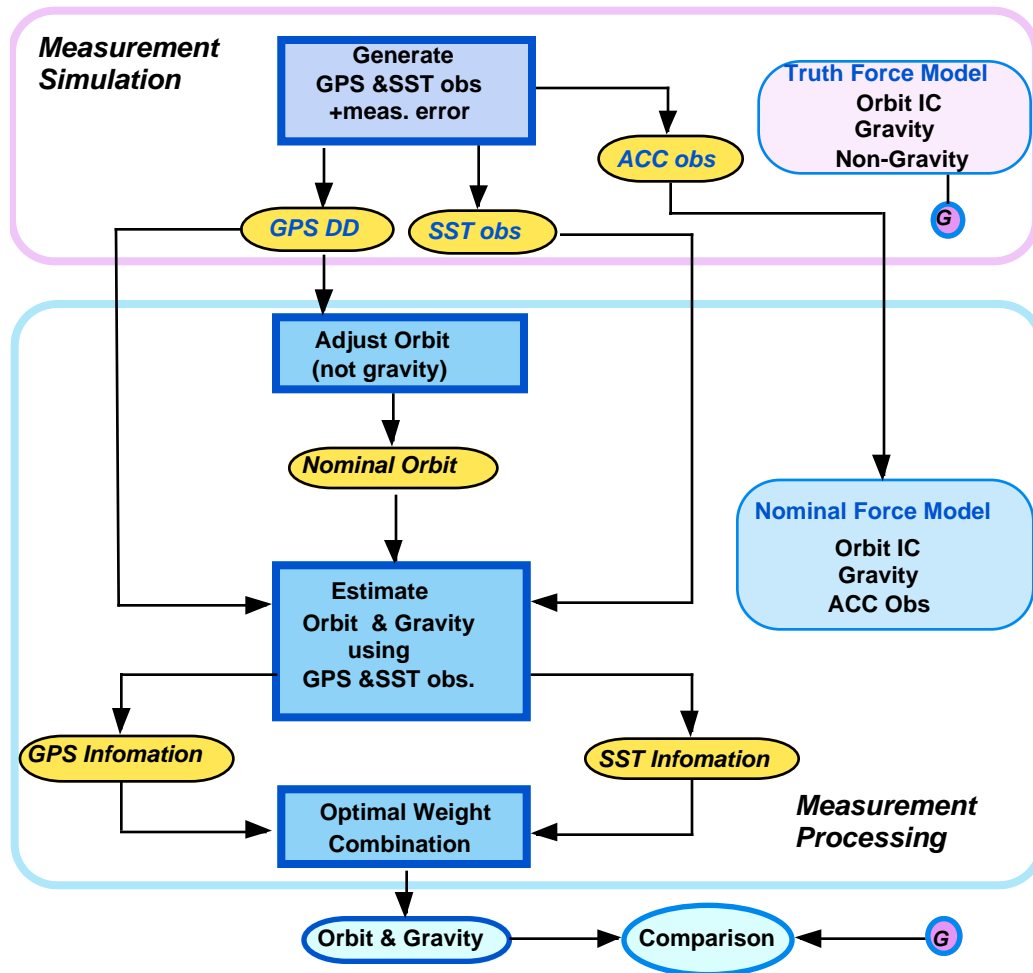 Measurement
Simulation
Generate
GPS &SST obs
+meas. error
Truth Force Model
Orbit IC
Gravity
Non-Gravity
ACC obs
G
GPS DD
SST obs
Adjust Orbit
(not gravity)
Nominal Orbit
Nominal Force Model
Orbit IC
Gravity
ACC Obs
Estimate
Orbit & Gravity
using
GPS &SST obs.
GPS Infomation
SST Infomation
Optimal Weight
Combination
Measurement
Processing
Orbit & Gravity
Comparison
G